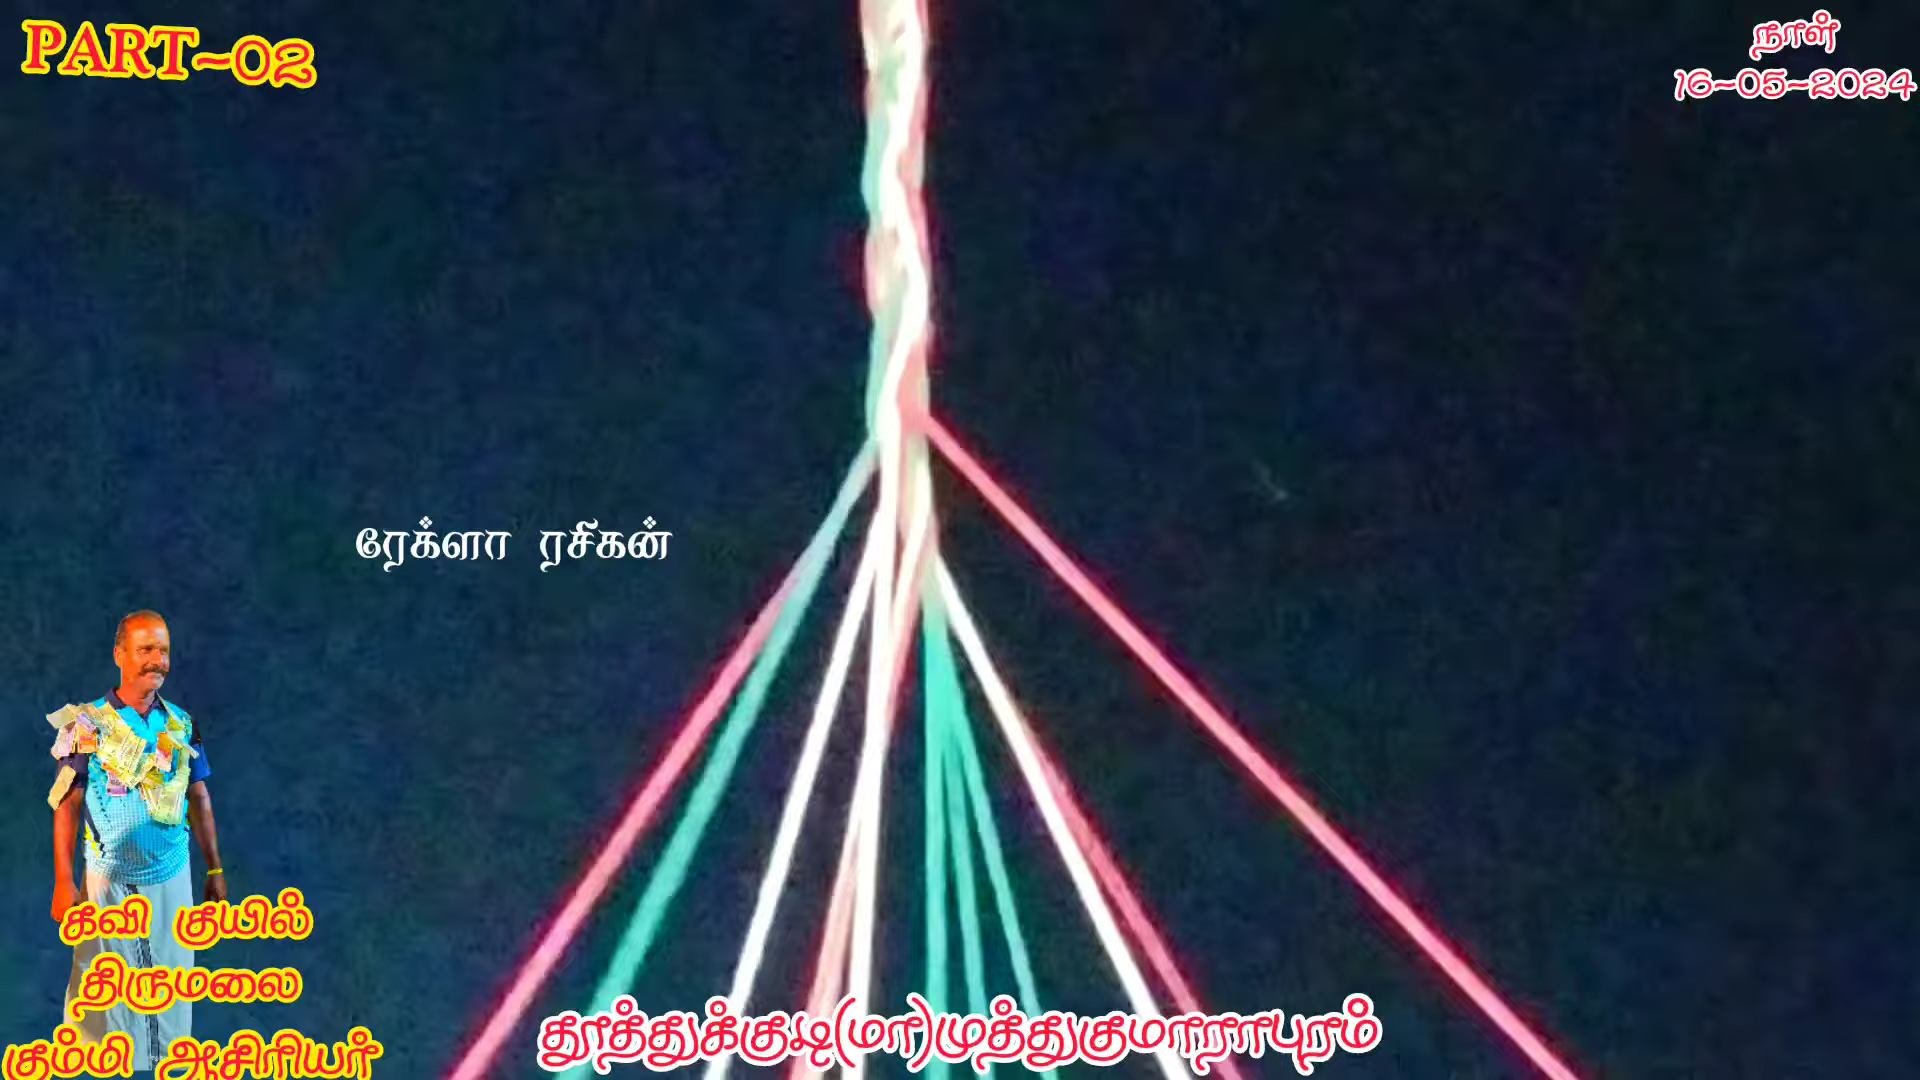 PART~02
நாள்
16~05~2024
ரேக்ளா ரசிகன்
கவி குயில்
திருமலை
கும்மி ஆசிரியர்
தூத்துக்குடி(மா)முத்துகுமாராபுரம்